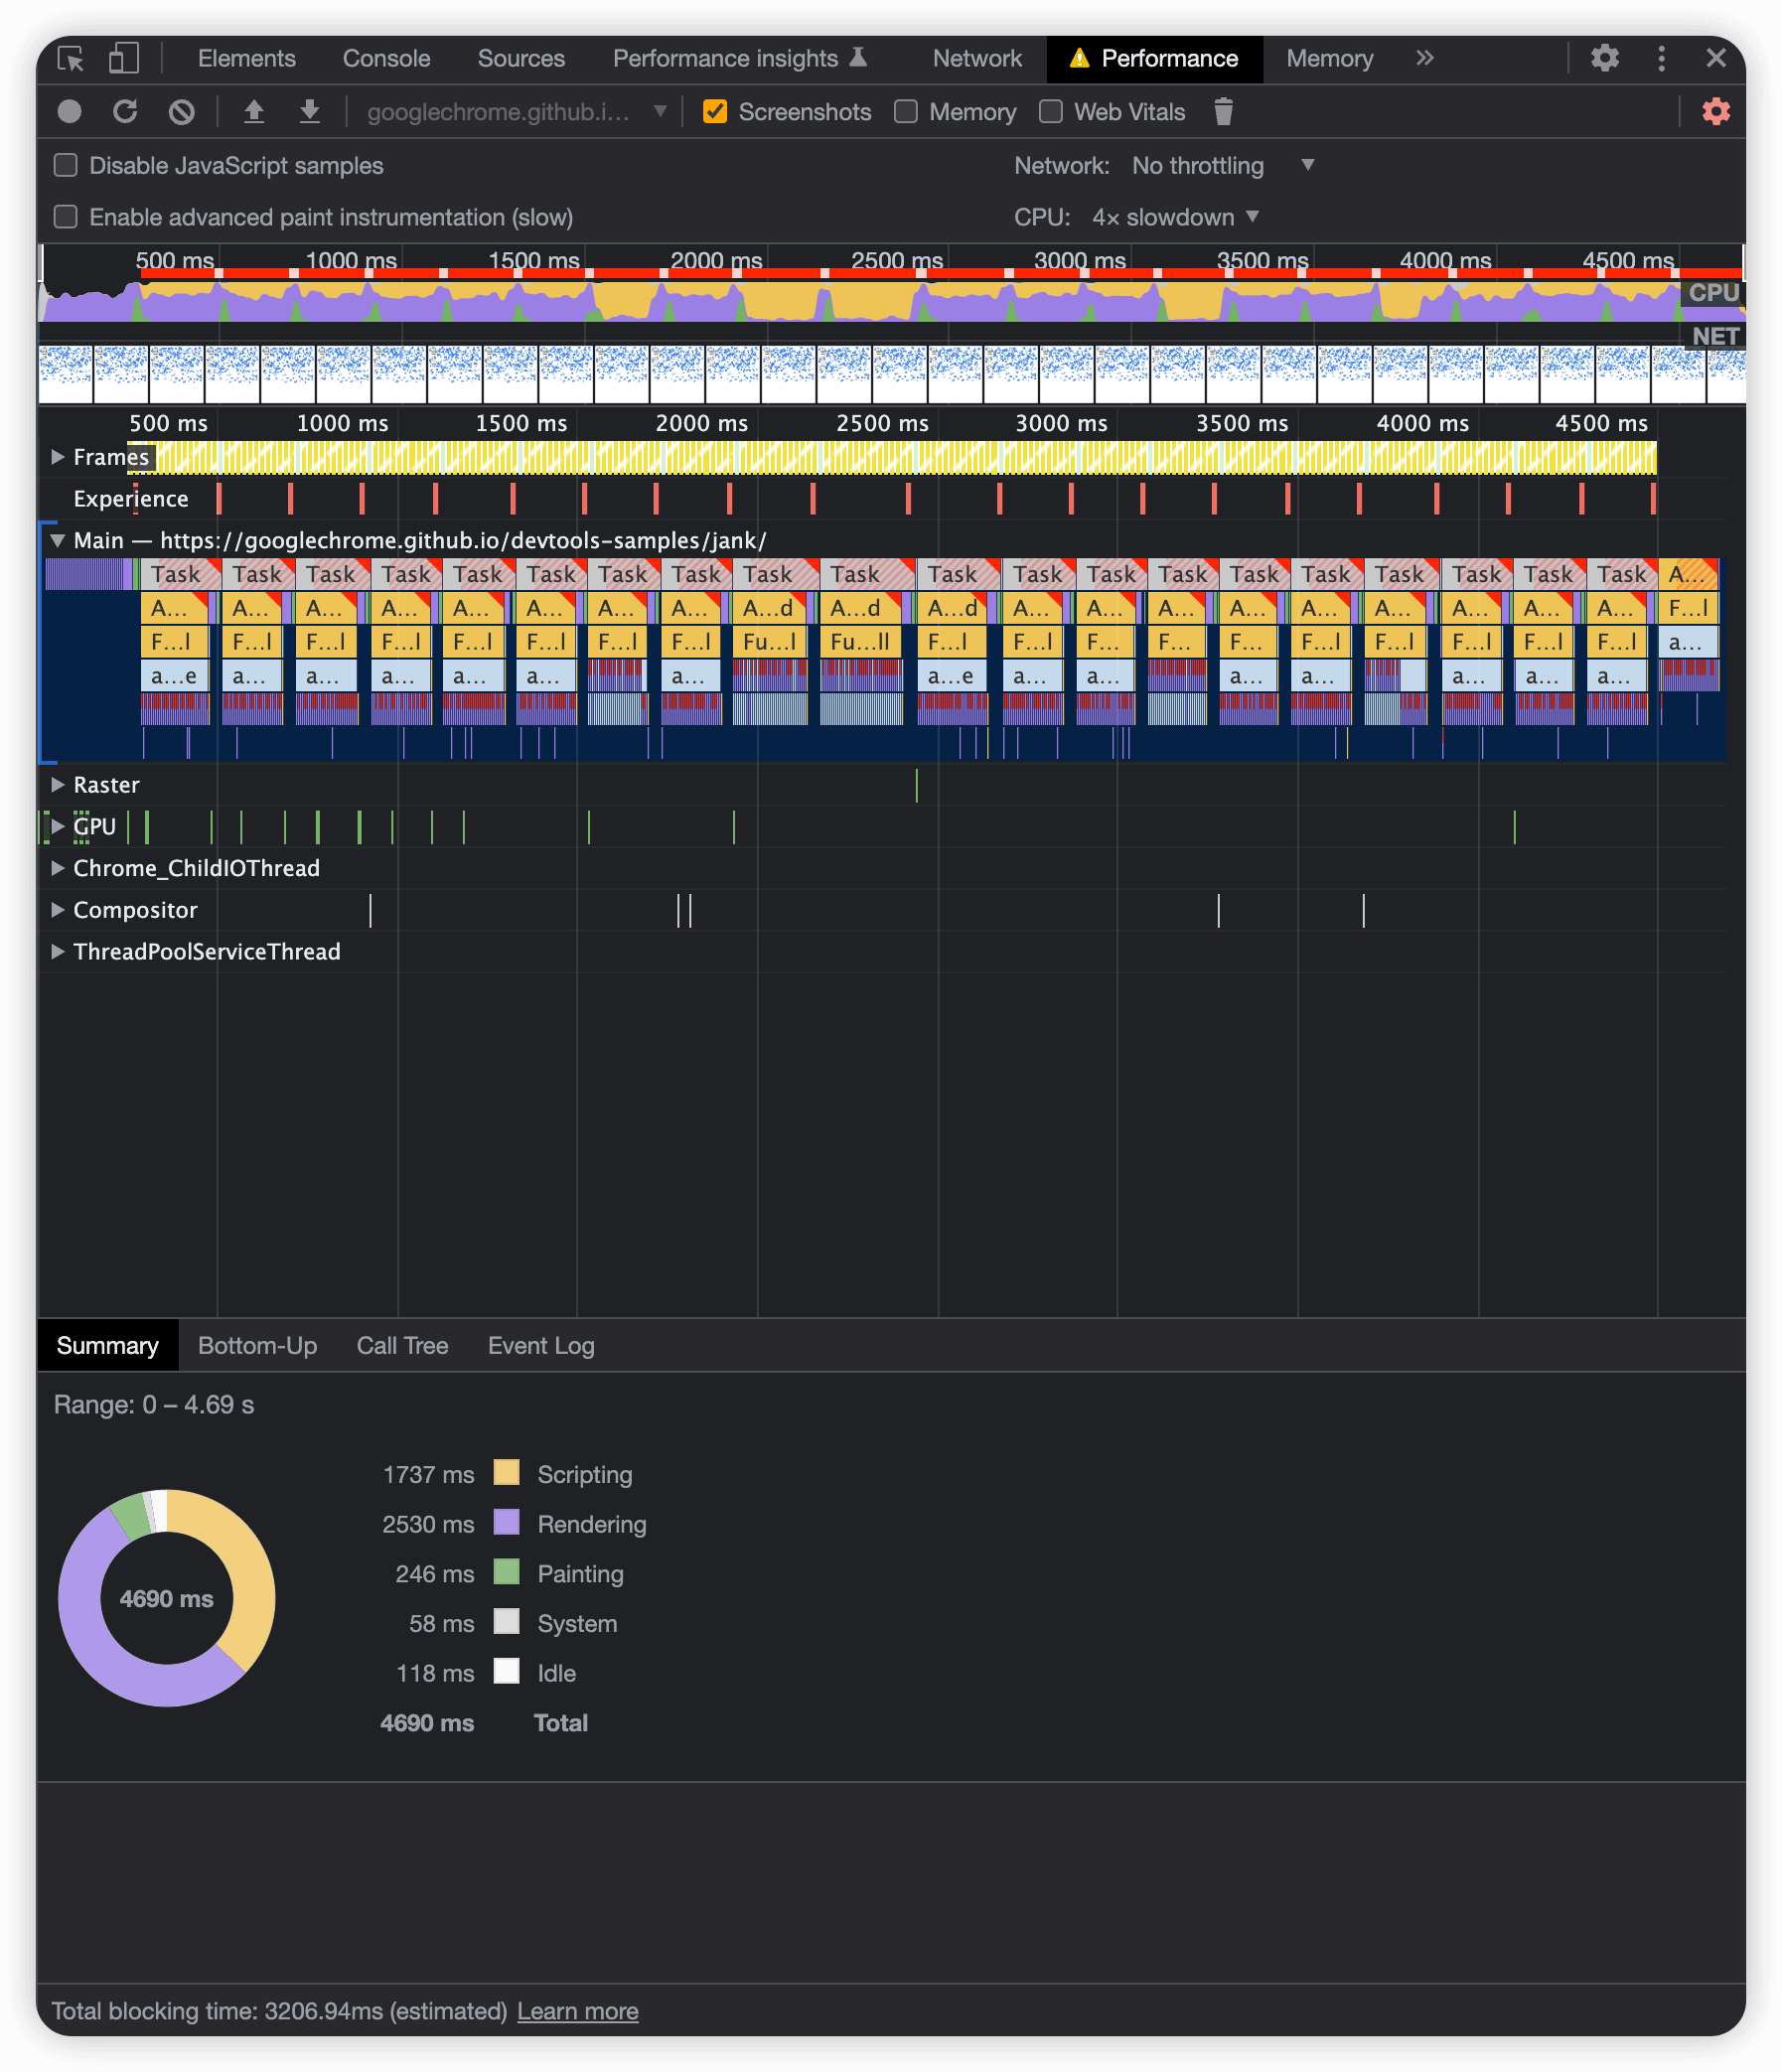 Elements Console Sources Performance insights Network Performance Memory »
googlechrome.github.i... Screenshots Memory Web Vitals
Disable JavaScript samples Network: No throttling
Enable advanced paint instrumentation (slow) CPU: 4× slowdown
500 ms 1000 ms 1500 ms 2000 ms 2500 ms 3000 ms 3500 ms 4000 ms 4500 ms
CPU
NET
500 ms 1000 ms 1500 ms 2000 ms 2500 ms 3000 ms 3500 ms 4000 ms 4500 ms
Frames
Experience
Main — https://googlechrome.github.io/devtools-samples/jank/
Task Task Task Task Task Task Task Task Task Task Task Task Task Task Task Task Task Task Task Task A...
A... A... A... A... A... A... A... A... A...d A...d A...d A... A... A... A... A... A... A... A... A... F...l
F...l F...l F...l F...l F...l F...l F...l F...l Fu...l Fu...ll F...l F...l F... F... F... F...l F...l F...l F...l F...l a...
a...e a... a... a... a... a... a... a...e a... a... a... a... a... a... a...
Raster
GPU
Chrome_ChildIOThread
Compositor
ThreadPoolServiceThread
Summary Bottom-Up Call Tree Event Log
Range: 0 – 4.69 s
1737 ms Scripting
2530 ms Rendering
246 ms Painting
58 ms System
118 ms Idle
4690 ms Total
4690 ms
Total blocking time: 3206.94ms (estimated) Learn more